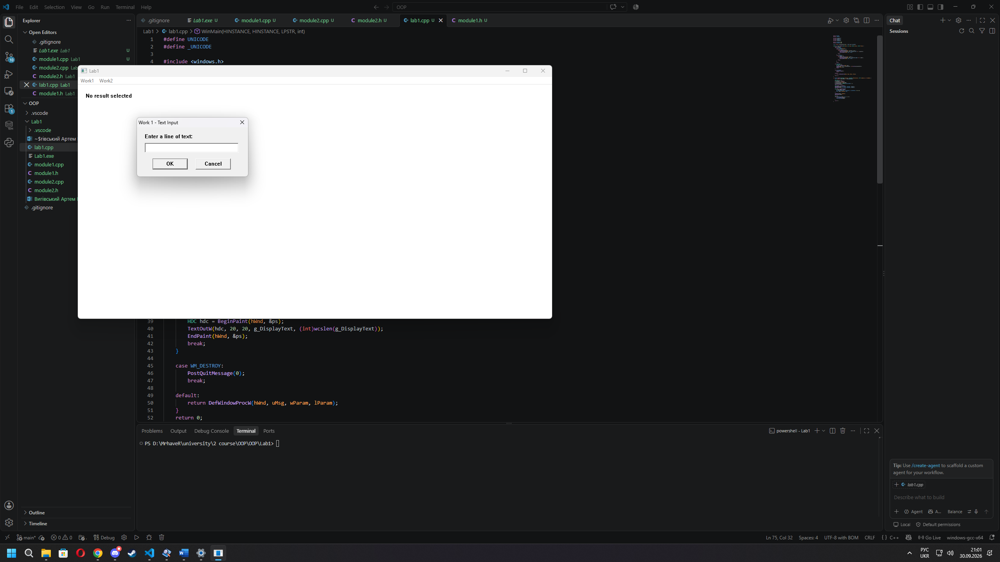 File Edit Selection View Go Run Terminal Help
OOP
Explorer
Open Editors
.gitignore
Lab1.exe Lab1 U
module1.cpp Lab1 U
module2.cpp Lab
module2.h Lab1
lab1.cpp Lab1
module1.h Lab1
OOP
.vscode
Lab1
.vscode
~$гівський Артем
lab1.cpp
Lab1.exe
module1.cpp
module1.h
module2.cpp
module2.h
Вигівський Артем
.gitignore
Outline
Timeline
10
1
1011
.gitignore Lab1.exe U module1.cpp U module2.cpp U module2.h U lab1.cpp U module1.h U
Lab1 > lab1.cpp > WinMain(HINSTANCE, HINSTANCE, LPSTR, int)
1 #define UNICODE
2 #define _UNICODE
3
4 #include <windows.h>
Lab1
Work1 Work2
No result selected
Work 1 - Text Input
Enter a line of text:
OK Cancel
39 HDC hdc = BeginPaint(hWnd, &ps);
40 TextOutW(hdc, 20, 20, g_DisplayText, (int)wcslen(g_DisplayText));
41 EndPaint(hWnd, &ps);
42 break;
43 }
44
45 case WM_DESTROY:
46 PostQuitMessage(0);
47 break;
48
49 default:
50 return DefWindowProcW(hWnd, uMsg, wParam, lParam);
51 }
52 return 0;
Problems Output Debug Console Terminal Ports
powershell - Lab1
PS D:\MrhaveR\university\2 course\OOP\OOP\Lab1>
Chat
Sessions
Tip: Use /create-agent to scaffold a custom
agent for your workflow.
lab1.cpp
Describe what to build
Agent A... Balance
Local Default permissions
main* 0 0 Debug
Ln 75, Col 32 Spaces: 4 UTF-8 with BOM CRLF { } C++ Go Live windows-gcc-x64
РУС
UKR
21:01
30.09.2026